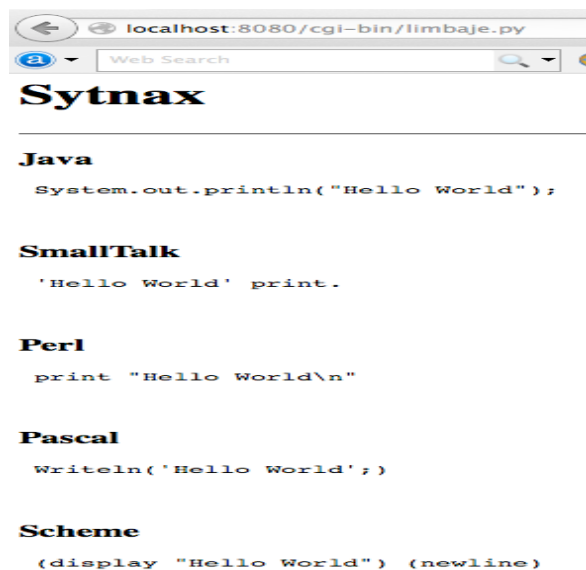 localhost:8080/cgi-bin/limbaje.py
a Web Search
Sytnax
Java
System.out.println("Hello World");
SmallTalk
'Hello World' print.
Perl
print "Hello World\n"
Pascal
Writeln('Hello World';)
Scheme
(display "Hello World") (newline)